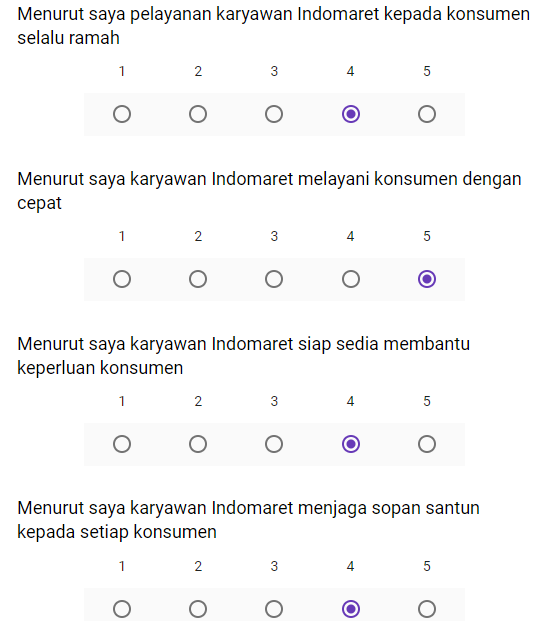 Menurut saya pelayanan karyawan Indomaret kepada konsumen
selalu ramah
1 2 3 4 5
Menurut saya karyawan Indomaret melayani konsumen dengan
cepat
1 2 3 4 5
Menurut saya karyawan Indomaret siap sedia membantu
keperluan konsumen
1 2 3 4 5
Menurut saya karyawan Indomaret menjaga sopan santun
kepada setiap konsumen
1 2 3 4 5